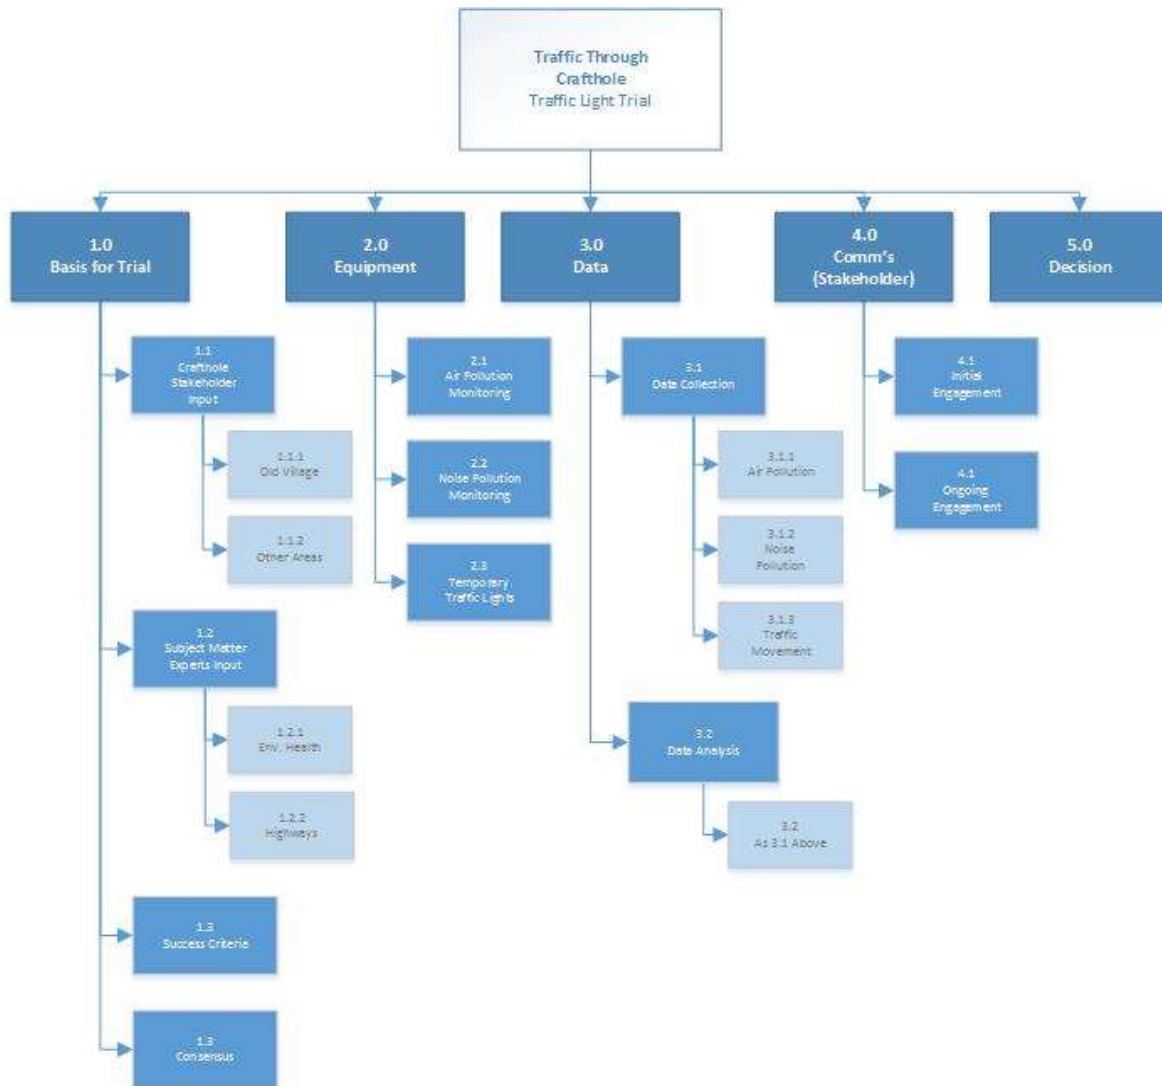 Traffic Through
Crafthole
Traffic Light Trial
1.0
Basis for Trial
2.0
Equipment
3.0
Data
4.0
Comm's
(Stakeholder)
5.0
Decision
1.1
Crafthole
Stakeholder
Input
1.1.1
Old Village
1.1.2
Other Areas
1.2
Subject Matter
Experts Input
1.2.1
Env. Health
1.2.2
Highways
1.3
Success Criteria
1.3
Consensus
2.1
Air Pollution
Monitoring
2.2
Noise Pollution
Monitoring
2.3
Temporary
Traffic Lights
3.1
Data Collection
3.1.1
Air Pollution
3.1.2
Noise
Pollution
3.1.3
Traffic
Movement
3.2
Data Analysis
3.2
As 3.1 Above
4.1
Initial
Engagement
4.1
Ongoing
Engagement